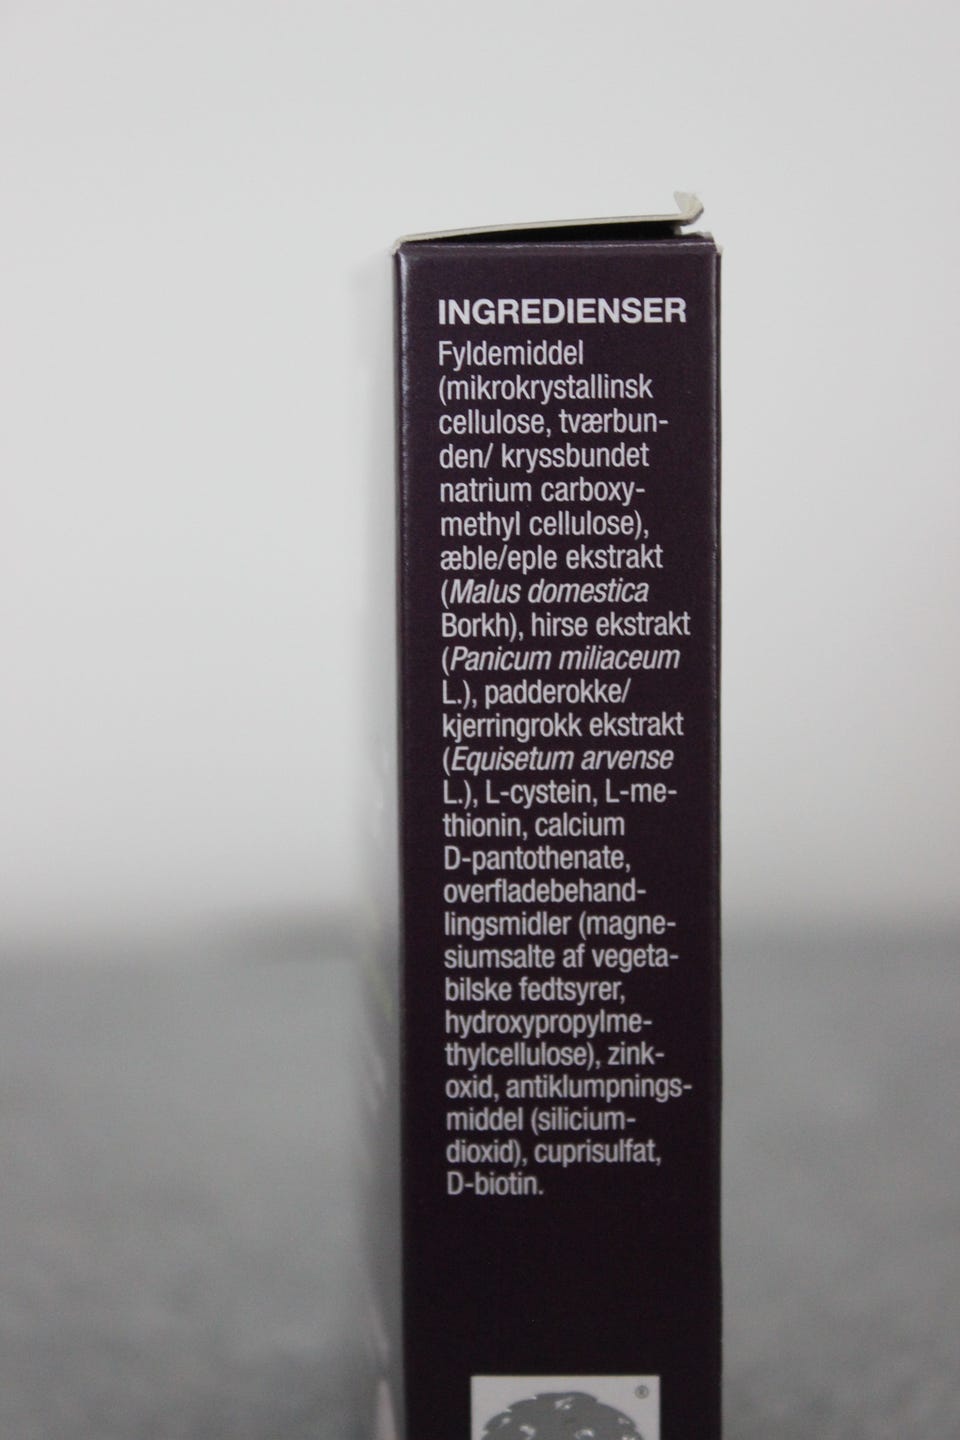 INGREDIENSER
Fyldemiddel
(mikrokrystallinsk
cellulose, tværbun-
den/ kryssbundet
natrium carboxy-
methyl cellulose),
æble/eple ekstrakt
(Malus domestica
Borkh), hirse ekstrakt
(Panicum miliaceum
L.), padderokke/
kjerringrokk ekstrakt
(Equisetum arvense
L.), L-cystein, L-me-
thionin, calcium
D-pantothenate,
overfladebehand-
lingsmidler (magne-
siumsalte af vegeta-
bilske fedtsyrer,
hydroxypropylme-
thylcellulose), zink-
oxid, antiklumpnings-
middel (silicium-
dioxid), cuprisulfat,
D-biotin.
®